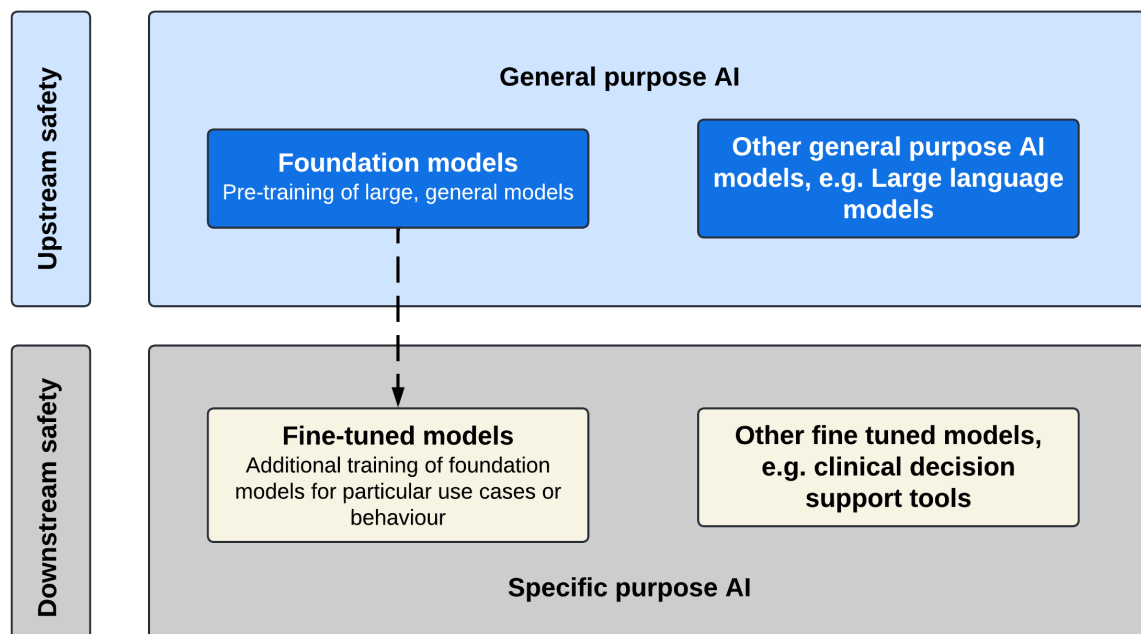 Upstream safety
General purpose AI
Foundation models
Pre-training of large, general models
Other general purpose AI
models, e.g. Large language
models
Downstream safety
Fine-tuned models
Additional training of foundation
models for particular use cases or
behaviour
Other fine tuned models,
e.g. clinical decision
support tools
Specific purpose AI